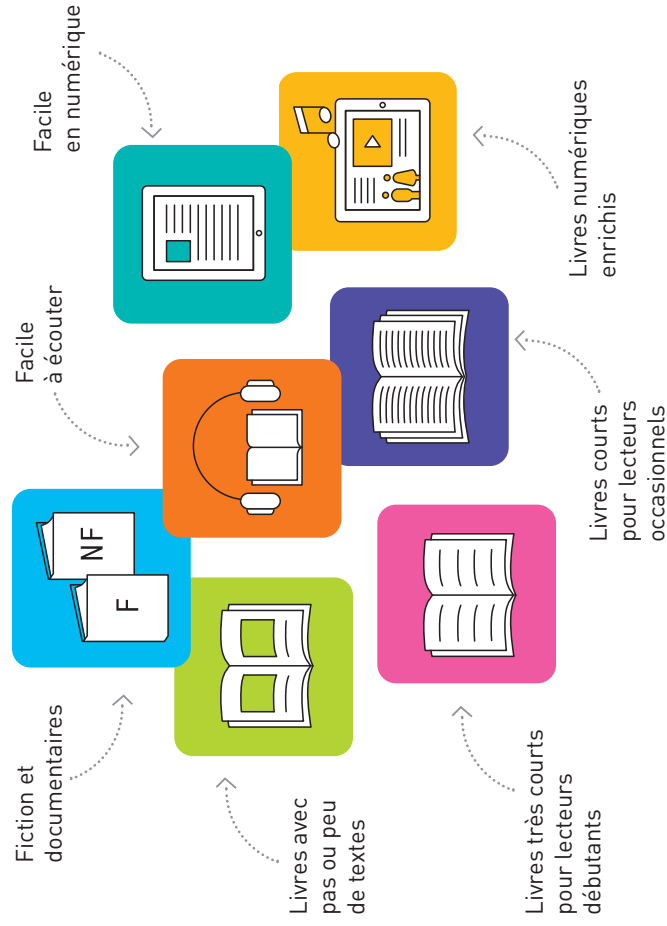 Fiction et
documentaires
Facile
à écouter
Facile
en numérique
NF
F
Livres avec
pas ou peu
de textes
Livres très courts
pour lecteurs
débutants
Livres courts
pour lecteurs
occasionnels
Livres numériques
enrichis